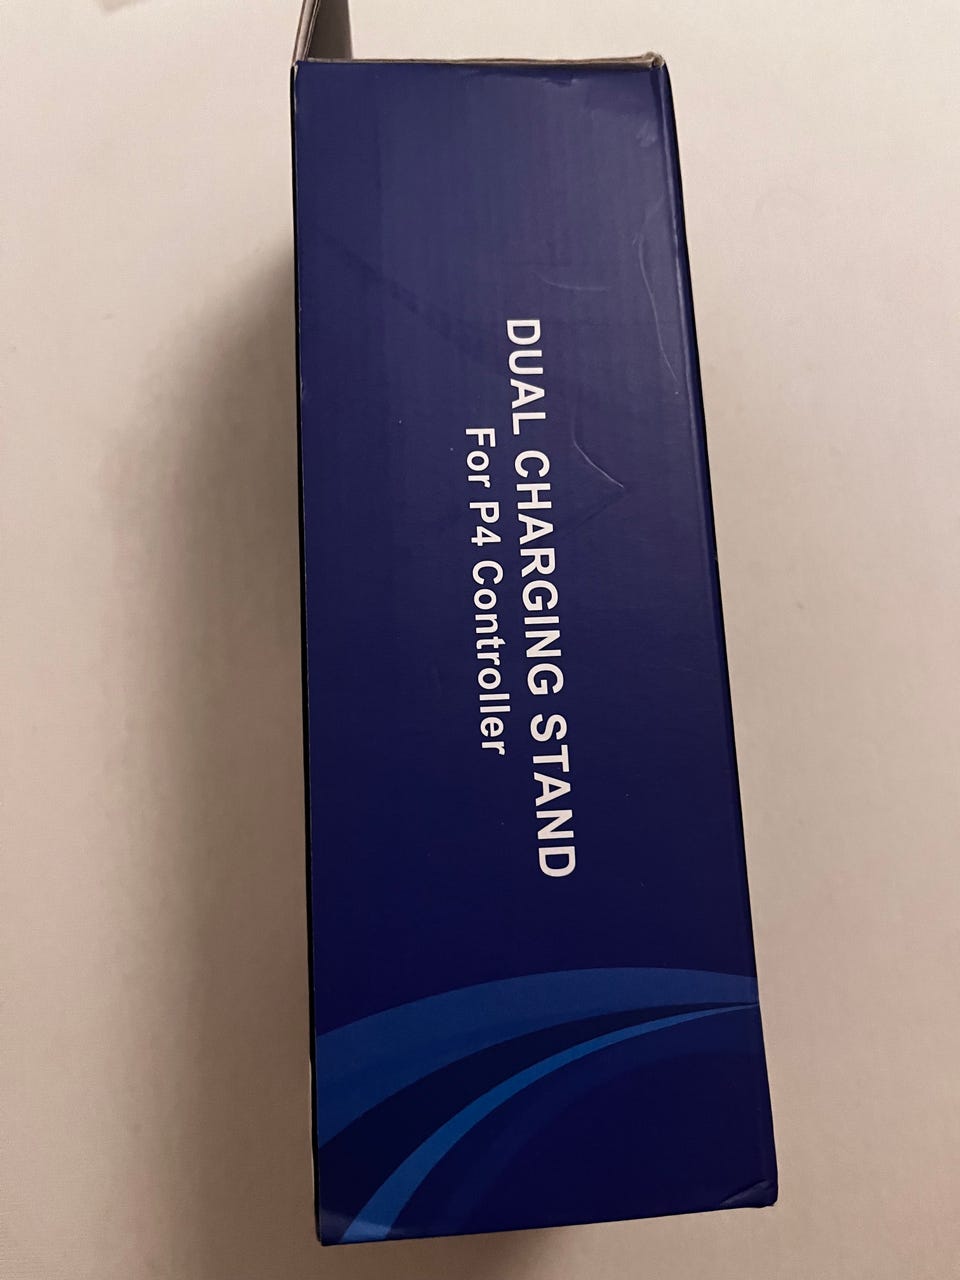 DUAL CHARGING STAND
For P4 Controller